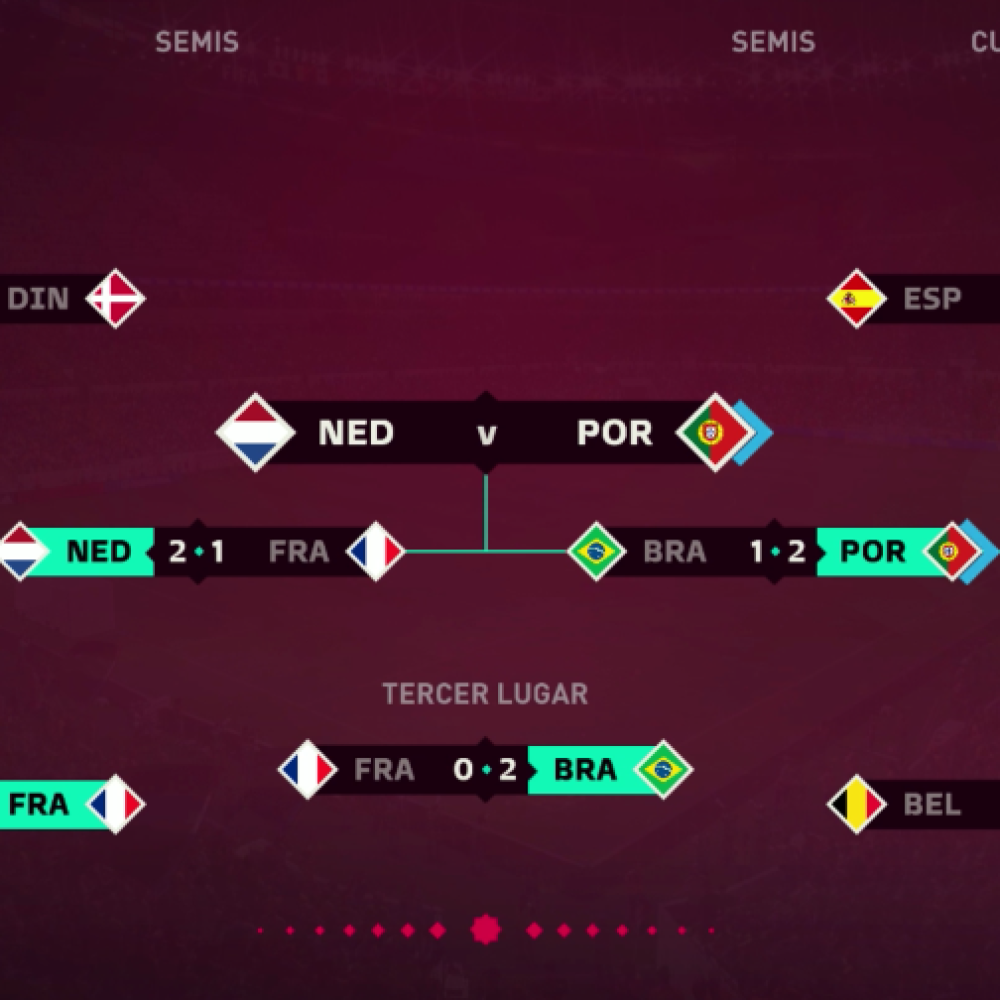 SEMIS SEMIS CU
DIN ESP
NED v POR
NED 2 • 1 FRA BRA 1 • 2 POR
TERCER LUGAR
FRA 0 • 2 BRA
FRA BEL